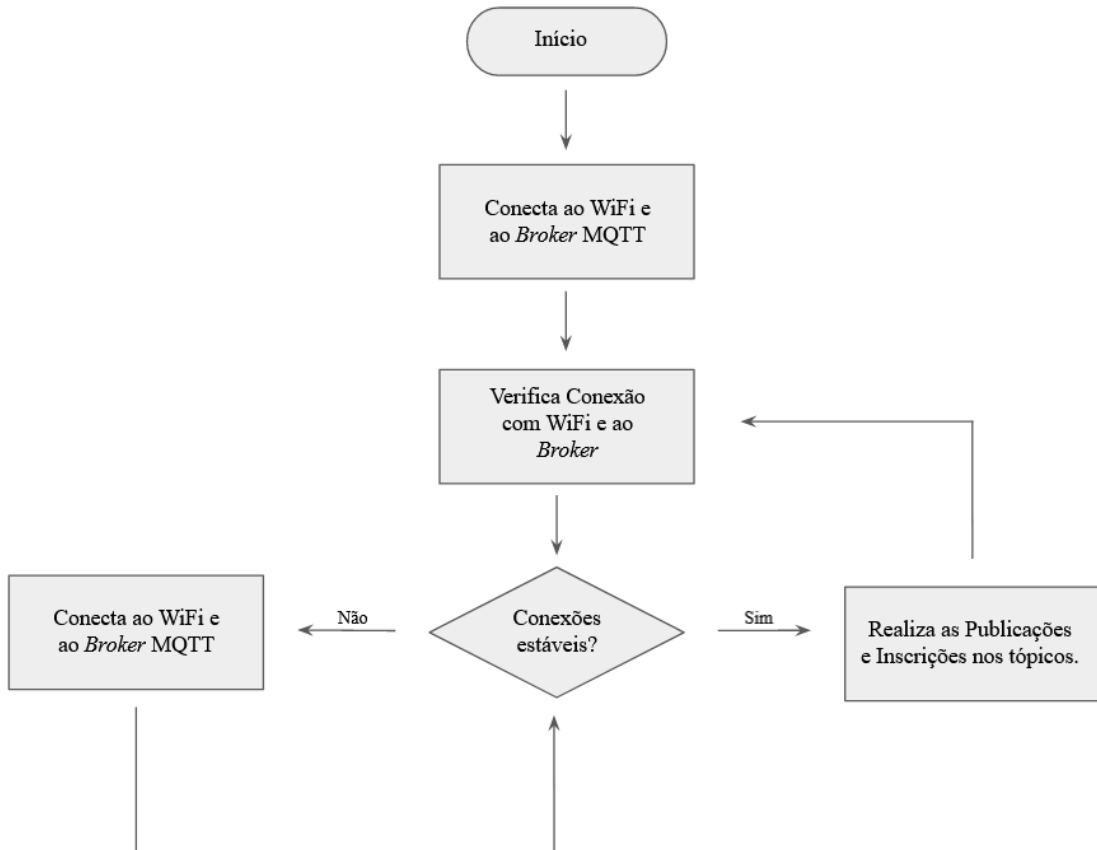 Início
Conecta ao WiFi e
ao Broker MQTT
Verifica Conexão
com WiFi e ao
Broker
Conecta ao WiFi e
ao Broker MQTT
Não
Conexões
estáveis?
Sim
Realiza as Publicações
e Inscrições nos tópicos.